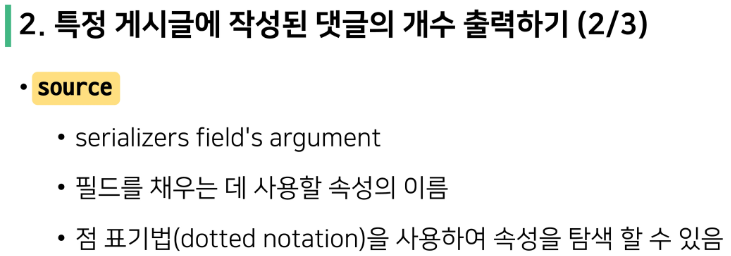 2. 특정 게시글에 작성된 댓글의 개수 출력하기 (2/3)
• source
• serializers field's argument
• 필드를 채우는 데 사용할 속성의 이름
• 점 표기법(dotted notation)을 사용하여 속성을 탐색 할 수 있음